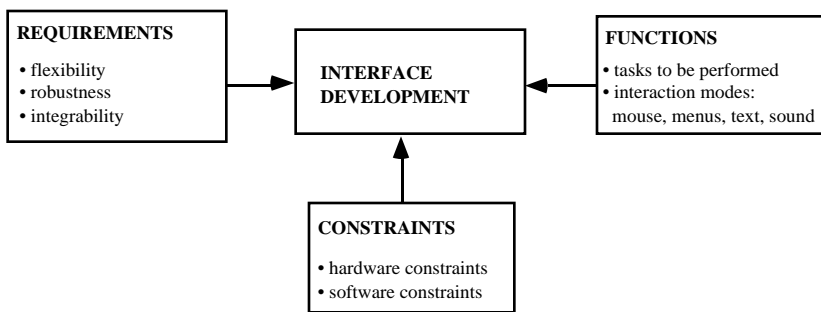 REQUIREMENTS
• flexibility
• robustness
• integrability
INTERFACE
DEVELOPMENT
FUNCTIONS
• tasks to be performed
• interaction modes:
mouse, menus, text, sound
CONSTRAINTS
• hardware constraints
• software constraints